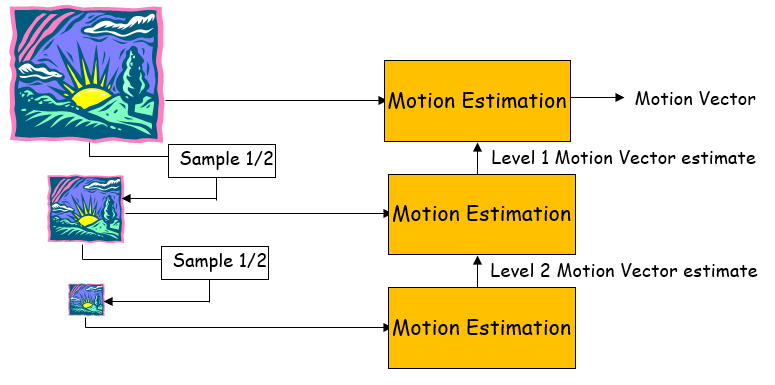 Motion Estimation
Motion Vector
Sample 1/2
Level 1 Motion Vector estimate
Motion Estimation
Sample 1/2
Level 2 Motion Vector estimate
Motion Estimation